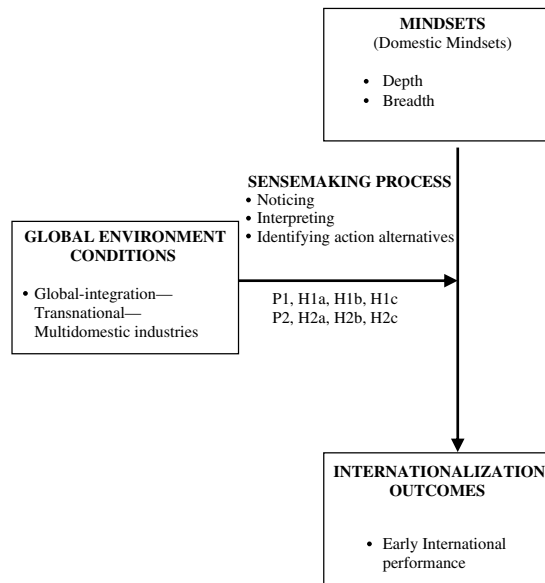 MINDSETS
(Domestic Mindsets)
• Depth
• Breadth
SENSEMAKING PROCESS
• Noticing
• Interpreting
• Identifying action alternatives
GLOBAL ENVIRONMENT
CONDITIONS
• Global-integration—
Transnational—
Multidomestic industries
P1, H1a, H1b, H1c
P2, H2a, H2b, H2c
INTERNATIONALIZATION
OUTCOMES
• Early International
performance